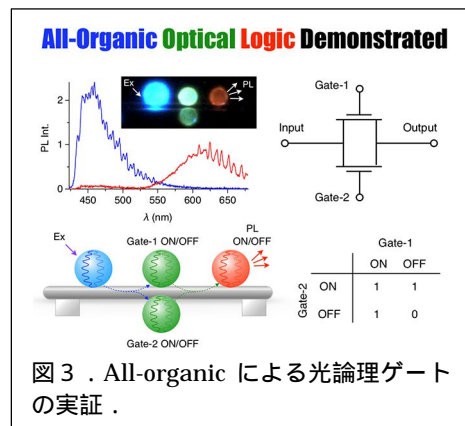 All-Organic Optical Logic Demonstrated
Ex
PL
PL Int.
2
1
0
450
500
550
600
650
λ (nm)
Gate-1
Input
Output
Gate-2
Ex
Gate-1 ON/OFF
PL
ON/OFF
Gate-2 ON/OFF
Gate-1
ON OFF
Gate-2
ON 1 1
OFF 1 0
図3．All-organic による光論理ゲート
の実証．